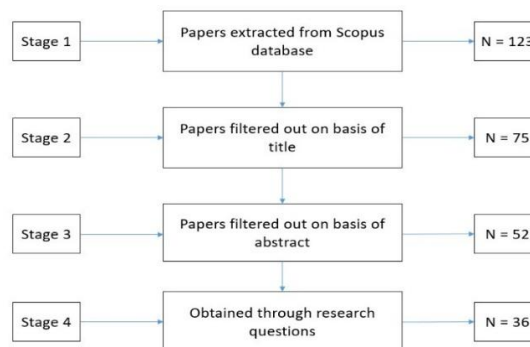 Stage 1
Papers extracted from Scopus
database
N = 123
Stage 2
Papers filtered out on basis of
title
N = 75
Stage 3
Papers filtered out on basis of
abstract
N = 52
Stage 4
Obtained through research
questions
N = 36